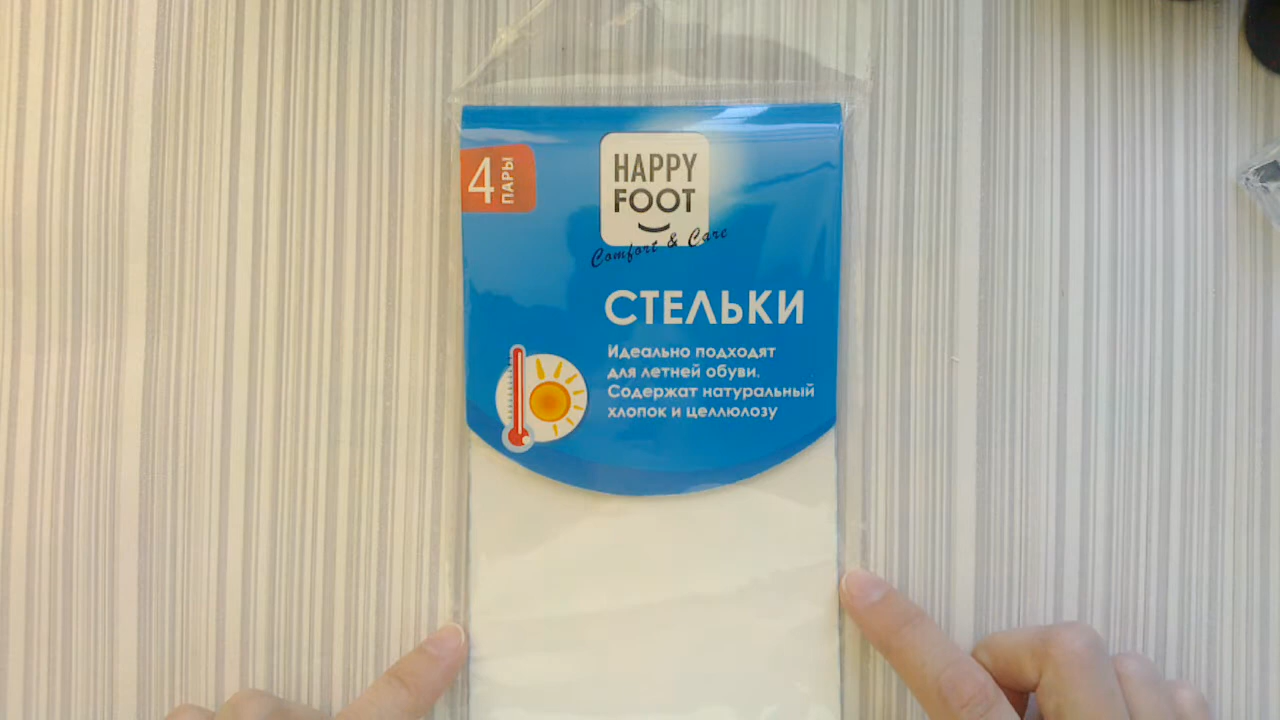 4
ПАРЫ
HAPPY
FOOT
Comfort & Care
СТЕЛЬКИ
Идеально подходят
для летней обуви.
Содержат натуральный
хлопок и целлюлозу